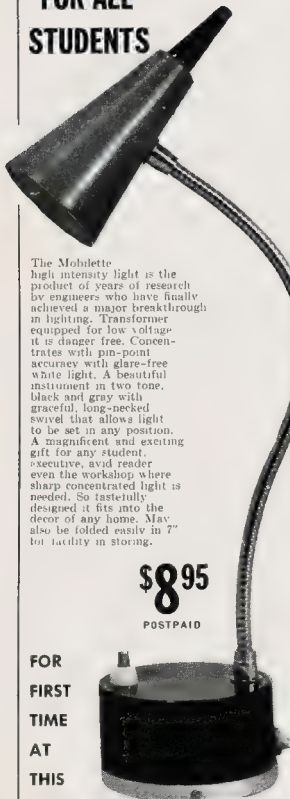 FOR ALL
STUDENTS
The Mobilette
high intensity light is the
product of years of research
by engineers who have finally
achieved a major breakthrough
in lighting. Transformer
equipped for low voltage
it is danger free. Concen-
trates with pin-point
accuracy with glare-free
white light. A beautiful
instrument in two tone,
black and gray with
graceful, long-necked
swivel that allows light
to be set in any position.
A magnificent and exciting
gift for any student,
executive, avid reader
even the workshop where
sharp concentrated light is
needed. So tastefully
designed it fits into the
decor of any home. May
also be folded easily in 7"
for facility in storing.
$8.95
POSTPAID
FOR
FIRST
TIME
AT
THIS